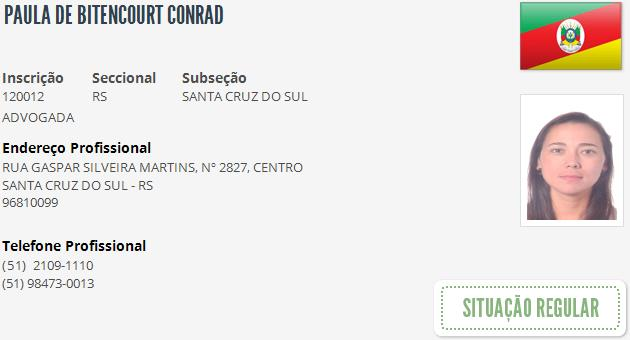 PAULA DE BITENCOURT CONRAD
Inscrição Seccional Subseção
120012 RS SANTA CRUZ DO SUL
ADVOGADA
Endereço Profissional
RUA GASPAR SILVEIRA MARTINS, Nº 2827, CENTRO
SANTA CRUZ DO SUL - RS
96810099
Telefone Profissional
(51) 2109-1110
(51) 98473-0013
SITUAÇÃO REGULAR